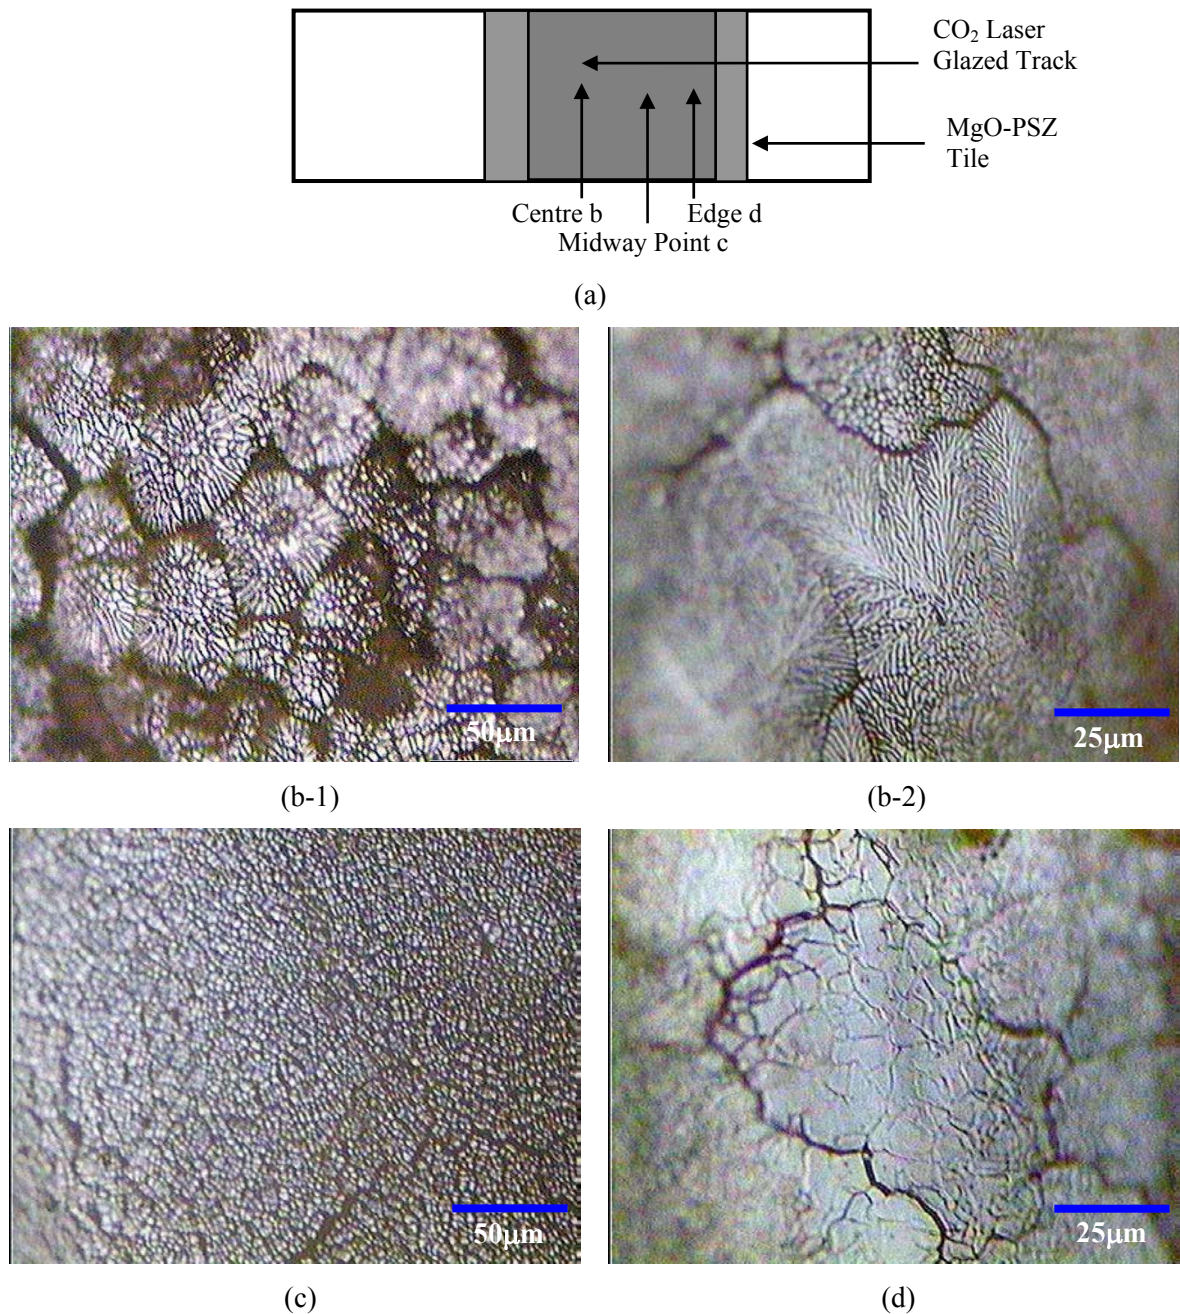 CO₂ Laser
Glazed Track
MgO-PSZ
Tile
Centre b
Edge d
Midway Point c
(a)
50μm
25μm
(b-1)
(b-2)
50μm
25μm
(c)
(d)